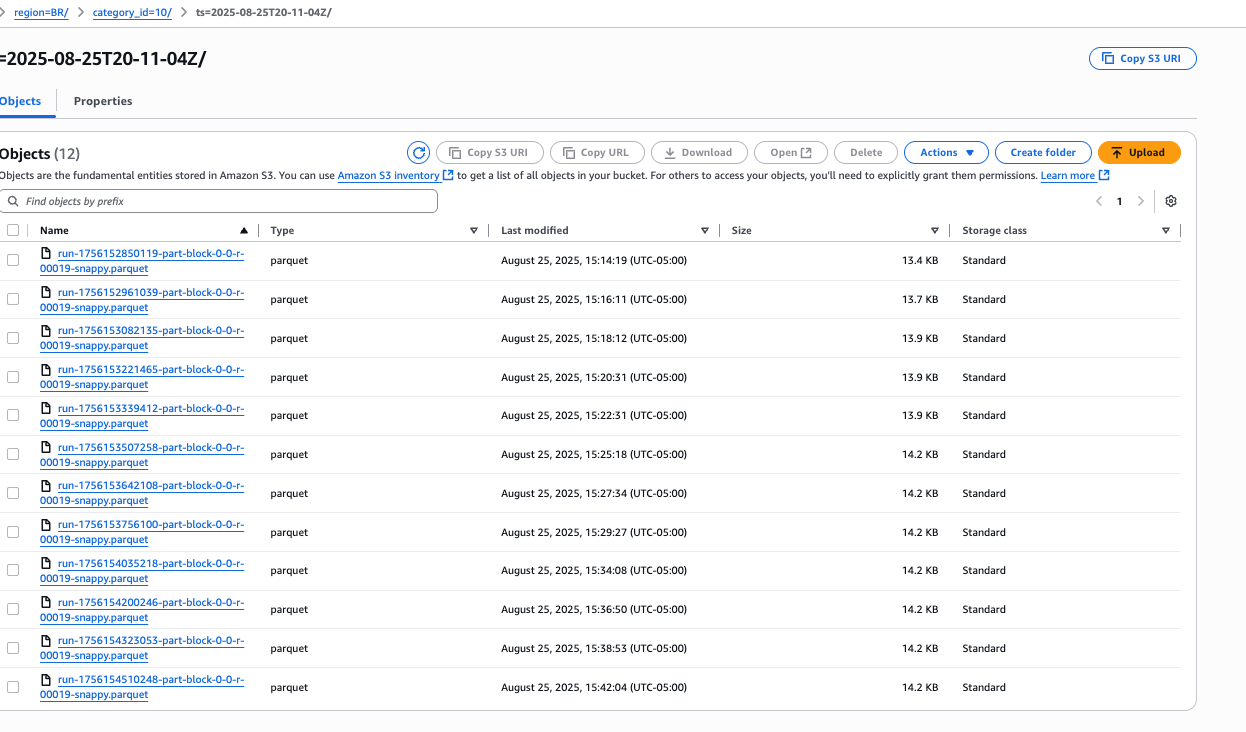 region=BR/ > category_id=10/ > ts=2025-08-25T20-11-04Z/
=2025-08-25T20-11-04Z/
Copy S3 URI
Objects Properties
Objects (12)
Copy S3 URI Copy URL Download Open Delete Actions Create folder Upload
Objects are the fundamental entities stored in Amazon S3. You can use Amazon S3 inventory to get a list of all objects in your bucket. For others to access your objects, you'll need to explicitly grant them permissions. Learn more
Find objects by prefix
1
Name Type Last modified Size Storage class
run-1756152850119-part-block-0-0-r-
00019-snappy.parquet
parquet August 25, 2025, 15:14:19 (UTC-05:00) 13.4 KB Standard
run-1756152961039-part-block-0-0-r-
00019-snappy.parquet
parquet August 25, 2025, 15:16:11 (UTC-05:00) 13.7 KB Standard
run-1756153082135-part-block-0-0-r-
00019-snappy.parquet
parquet August 25, 2025, 15:18:12 (UTC-05:00) 13.9 KB Standard
run-1756153221465-part-block-0-0-r-
00019-snappy.parquet
parquet August 25, 2025, 15:20:31 (UTC-05:00) 13.9 KB Standard
run-1756153339412-part-block-0-0-r-
00019-snappy.parquet
parquet August 25, 2025, 15:22:31 (UTC-05:00) 13.9 KB Standard
run-1756153507258-part-block-0-0-r-
00019-snappy.parquet
parquet August 25, 2025, 15:25:18 (UTC-05:00) 14.2 KB Standard
run-1756153642108-part-block-0-0-r-
00019-snappy.parquet
parquet August 25, 2025, 15:27:34 (UTC-05:00) 14.2 KB Standard
run-1756153756100-part-block-0-0-r-
00019-snappy.parquet
parquet August 25, 2025, 15:29:27 (UTC-05:00) 14.2 KB Standard
run-1756154035218-part-block-0-0-r-
00019-snappy.parquet
parquet August 25, 2025, 15:34:08 (UTC-05:00) 14.2 KB Standard
run-1756154200246-part-block-0-0-r-
00019-snappy.parquet
parquet August 25, 2025, 15:36:50 (UTC-05:00) 14.2 KB Standard
run-1756154323053-part-block-0-0-r-
00019-snappy.parquet
parquet August 25, 2025, 15:38:53 (UTC-05:00) 14.2 KB Standard
run-1756154510248-part-block-0-0-r-
00019-snappy.parquet
parquet August 25, 2025, 15:42:04 (UTC-05:00) 14.2 KB Standard